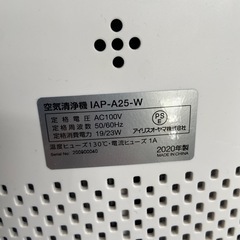 空気清浄機 IAP-A25-W
定格電圧 AC100V
定格周波数 50/60Hz
定格消費電力 19/23W
PS
E
アイリスオーヤマ株式会社
温度ヒューズ130℃・電流ヒューズ1A
2020年製
MADE IN CHINA